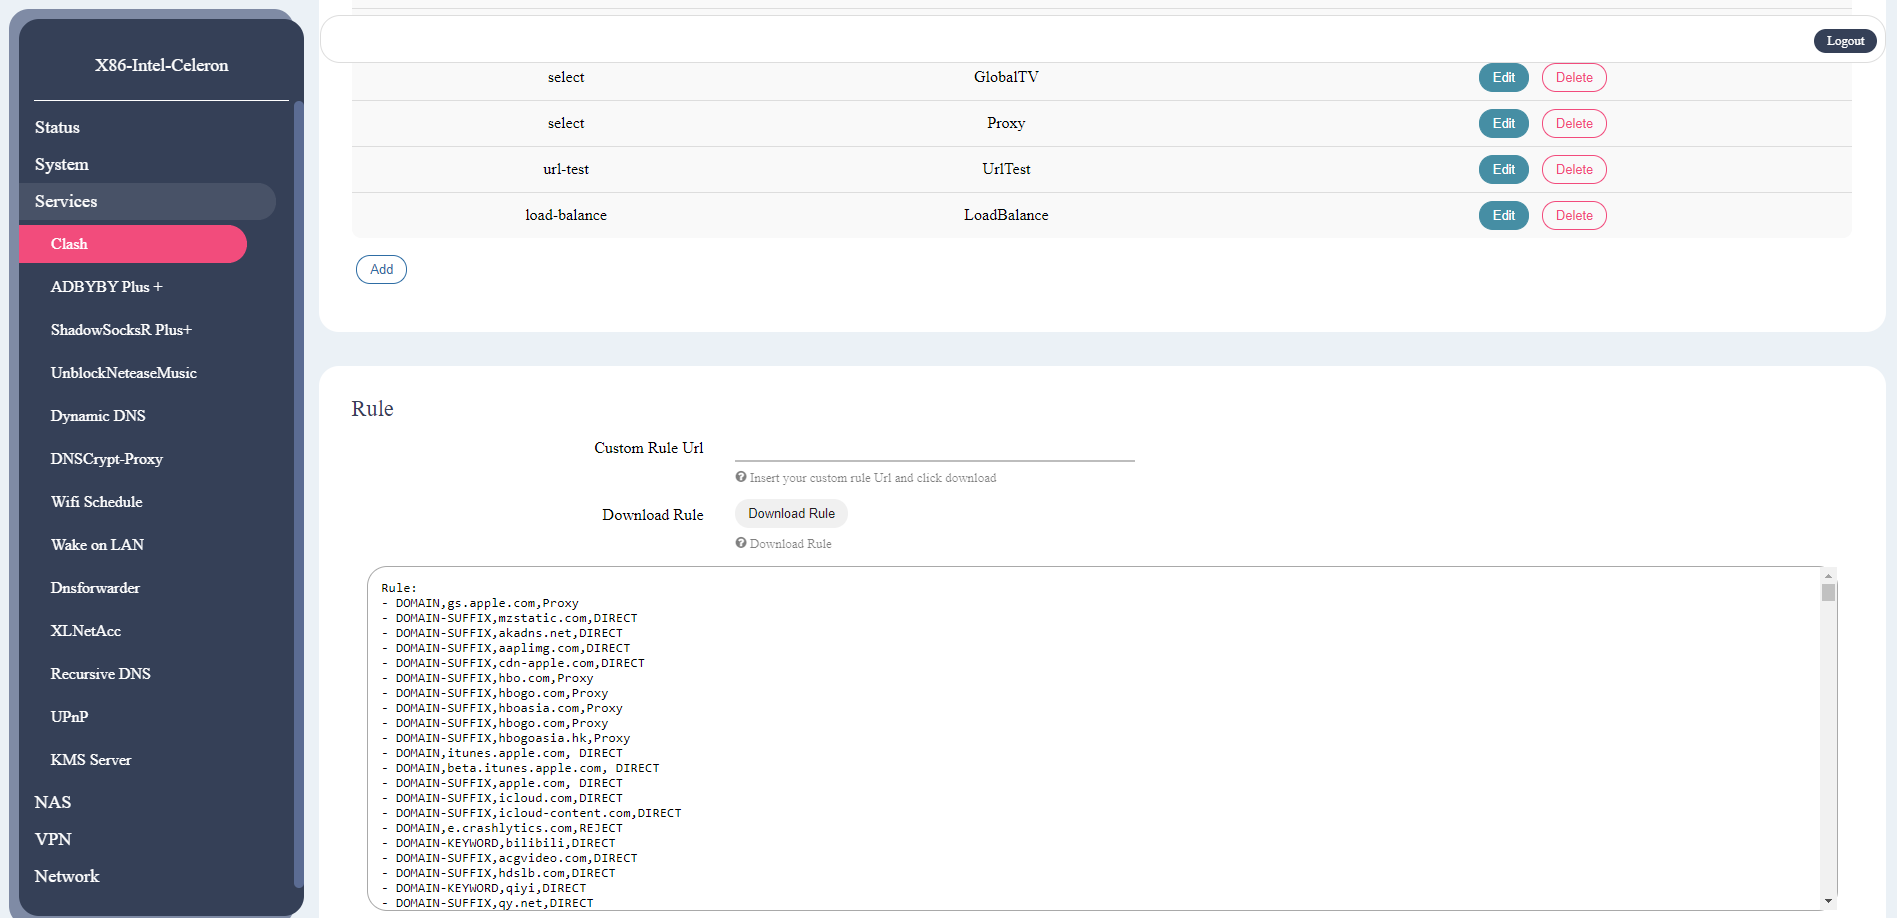 X86-Intel-Celeron
Status
System
Services
Clash
ADBYBY Plus +
ShadowSocksR Plus+
UnblockNeteaseMusic
Dynamic DNS
DNSCrypt-Proxy
Wifi Schedule
Wake on LAN
Dnsforwarder
XLNetAcc
Recursive DNS
UPnP
KMS Server
NAS
VPN
Network
Logout
select GlobalTV Edit Delete
select Proxy Edit Delete
url-test UrlTest Edit Delete
load-balance LoadBalance Edit Delete
Add
Rule
Custom Rule Url
Insert your custom rule Url and click download
Download Rule Download Rule
Download Rule
Rule:
- DOMAIN,gs.apple.com,Proxy
- DOMAIN-SUFFIX,mzstatic.com,DIRECT
- DOMAIN-SUFFIX,akadns.net,DIRECT
- DOMAIN-SUFFIX,aaplimg.com,DIRECT
- DOMAIN-SUFFIX,cdn-apple.com,DIRECT
- DOMAIN-SUFFIX,hbo.com,Proxy
- DOMAIN-SUFFIX,hbogo.com,Proxy
- DOMAIN-SUFFIX,hboasia.com,Proxy
- DOMAIN-SUFFIX,hbogo.com,Proxy
- DOMAIN-SUFFIX,hbogoasia.hk,Proxy
- DOMAIN,itunes.apple.com, DIRECT
- DOMAIN,beta.itunes.apple.com, DIRECT
- DOMAIN-SUFFIX,apple.com, DIRECT
- DOMAIN-SUFFIX,icloud.com,DIRECT
- DOMAIN-SUFFIX,icloud-content.com,DIRECT
- DOMAIN,e.crashlytics.com,REJECT
- DOMAIN-KEYWORD,bilibili,DIRECT
- DOMAIN-SUFFIX,acgvideo.com,DIRECT
- DOMAIN-SUFFIX,hdslb.com,DIRECT
- DOMAIN-KEYWORD,qiyi,DIRECT
- DOMAIN-SUFFIX,qy.net,DIRECT